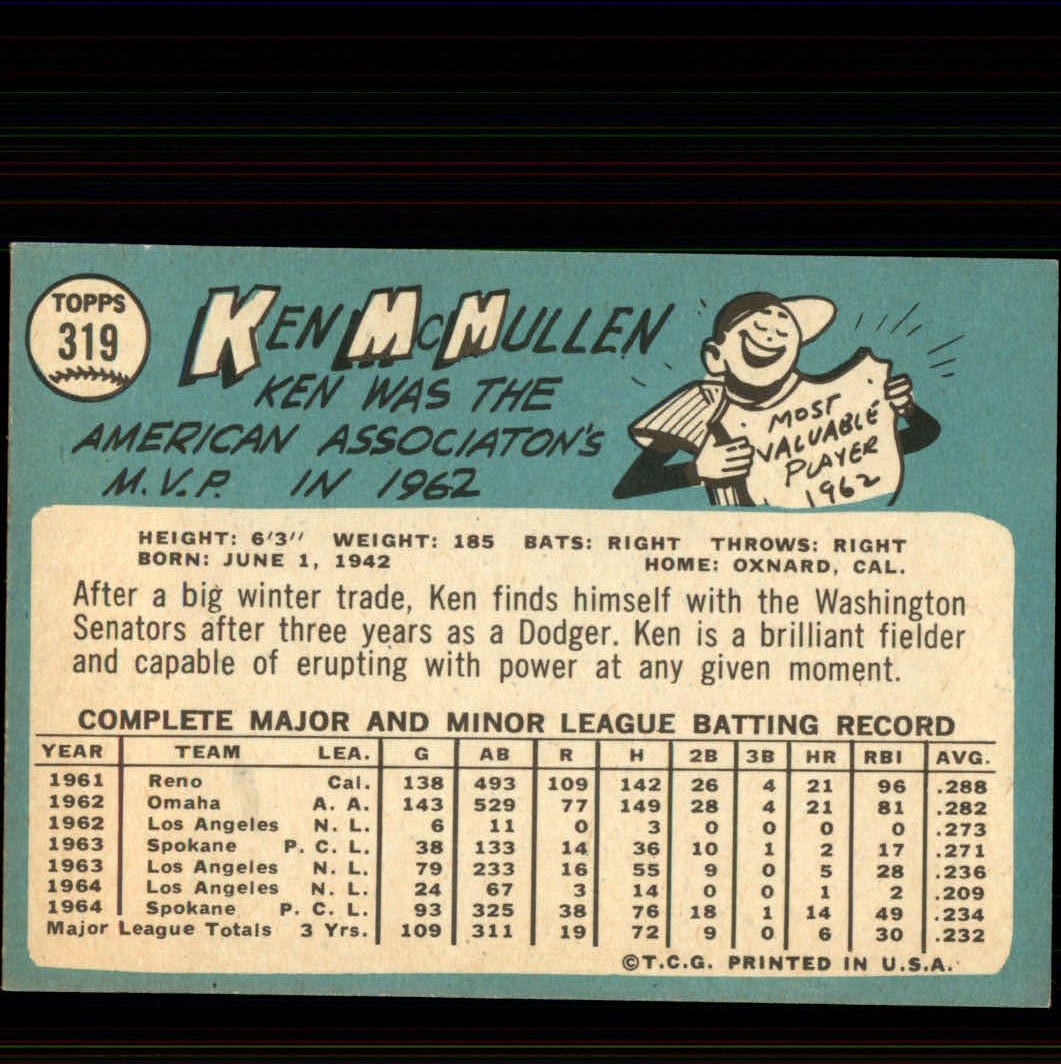 TOPPS
319
KEN McMULLEN
KEN WAS THE
AMERICAN ASSOCIATON'S
M.V.P. IN 1962
MOST
VALUABLE
PLAYER
1962
HEIGHT: 6'3" WEIGHT: 185 BATS: RIGHT THROWS: RIGHT
BORN: JUNE 1, 1942 HOME: OXNARD, CAL.
After a big winter trade, Ken finds himself with the Washington
Senators after three years as a Dodger. Ken is a brilliant fielder
and capable of erupting with power at any given moment.
COMPLETE MAJOR AND MINOR LEAGUE BATTING RECORD
YEAR TEAM LEA. G AB R H 2B 3B HR RBI AVG.
1961 Reno Cal. 138 493 109 142 26 4 21 96 .288
1962 Omaha A. A. 143 529 77 149 28 4 21 81 .282
1962 Los Angeles N. L. 6 11 0 3 0 0 0 0 .273
1963 Spokane P. C. L. 38 133 14 36 10 1 2 17 .271
1963 Los Angeles N. L. 79 233 16 55 9 0 5 28 .236
1964 Los Angeles N. L. 24 67 3 14 0 0 1 2 .209
1964 Spokane P. C. L. 93 325 38 76 18 1 14 49 .234
Major League Totals 3 Yrs. 109 311 19 72 9 0 6 30 .232
©T.C.G. PRINTED IN U.S.A.